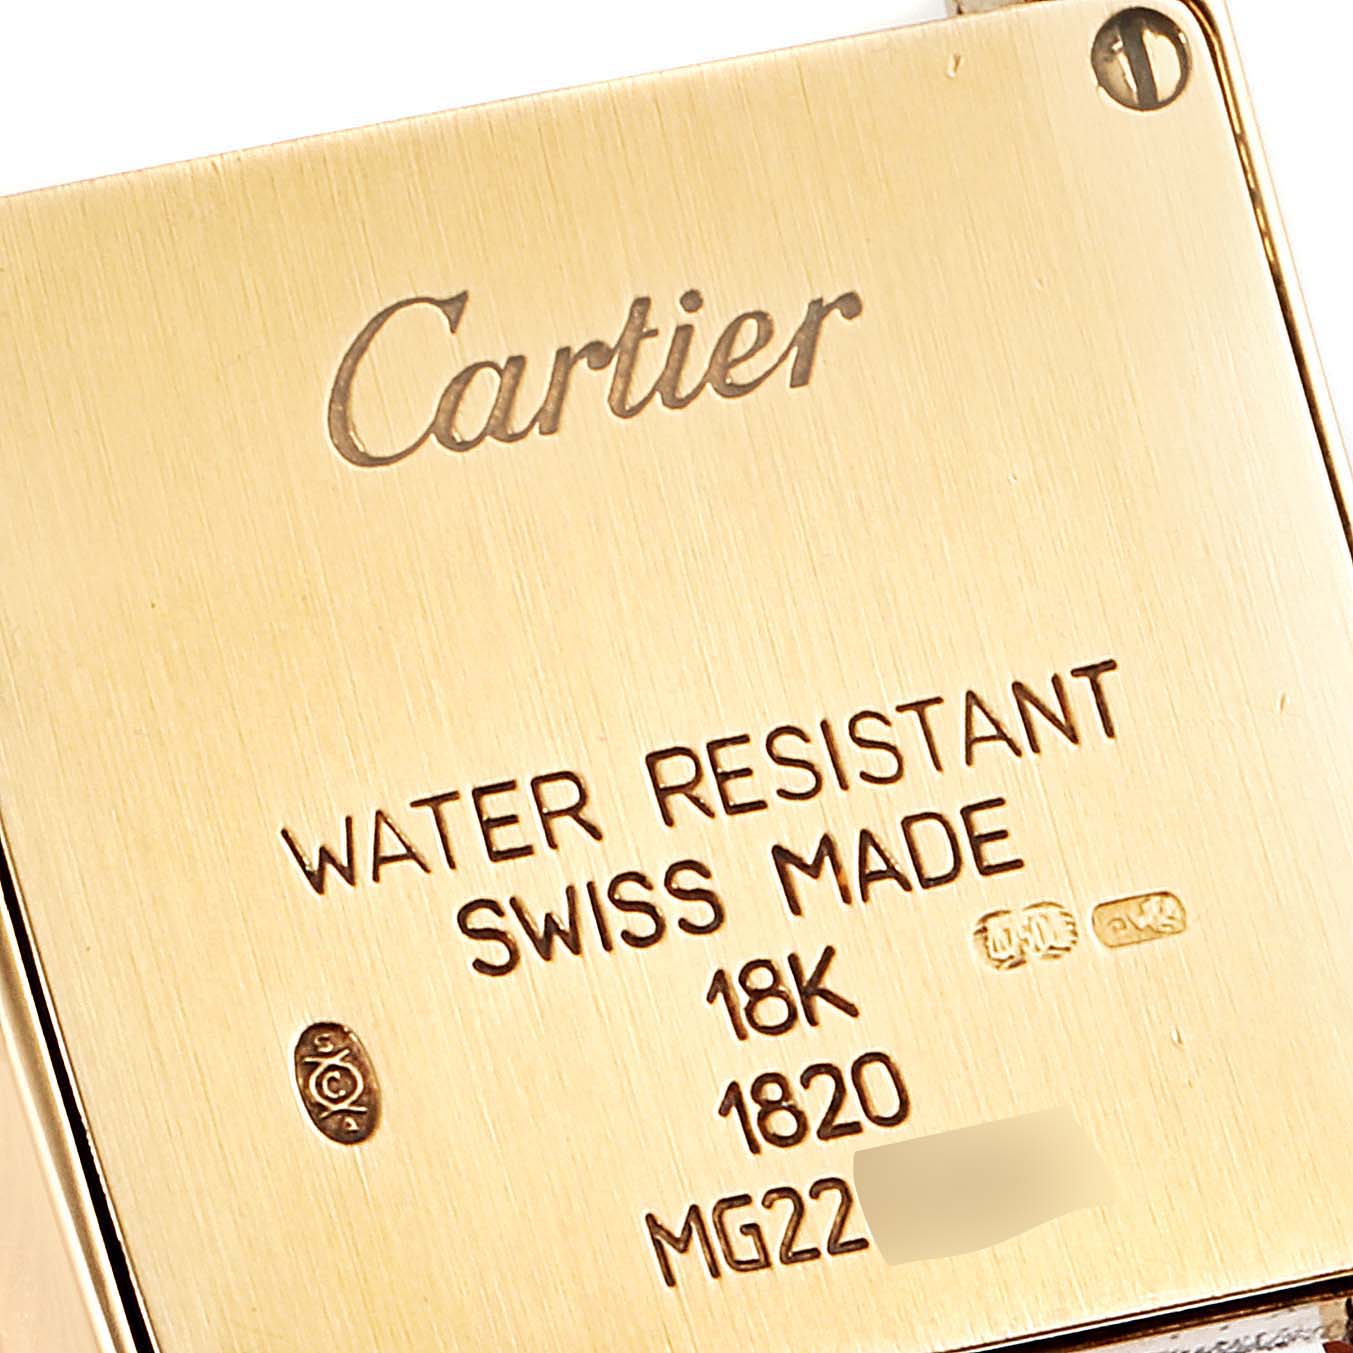 Cartier
WATER RESISTANT
SWISS MADE
18K
1820
MG22
S
C
A